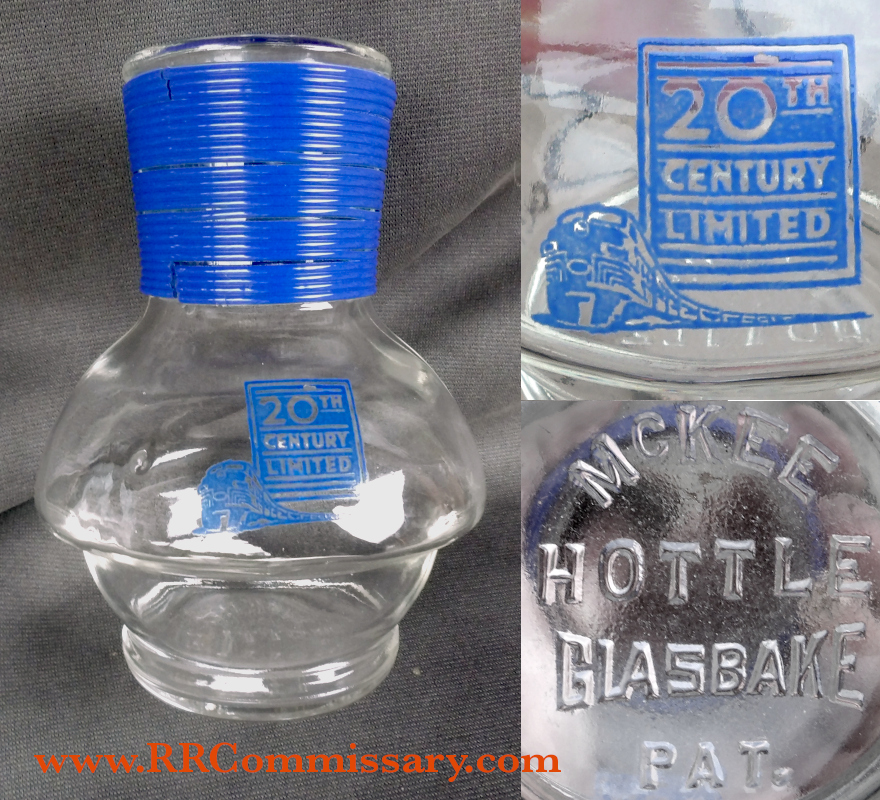 20TH
CENTURY
LIMITED
20TH
CENTURY
LIMITED
MCKEE
HOTTLE
GLASBAKE
PAT.
www.RRCommissary.com